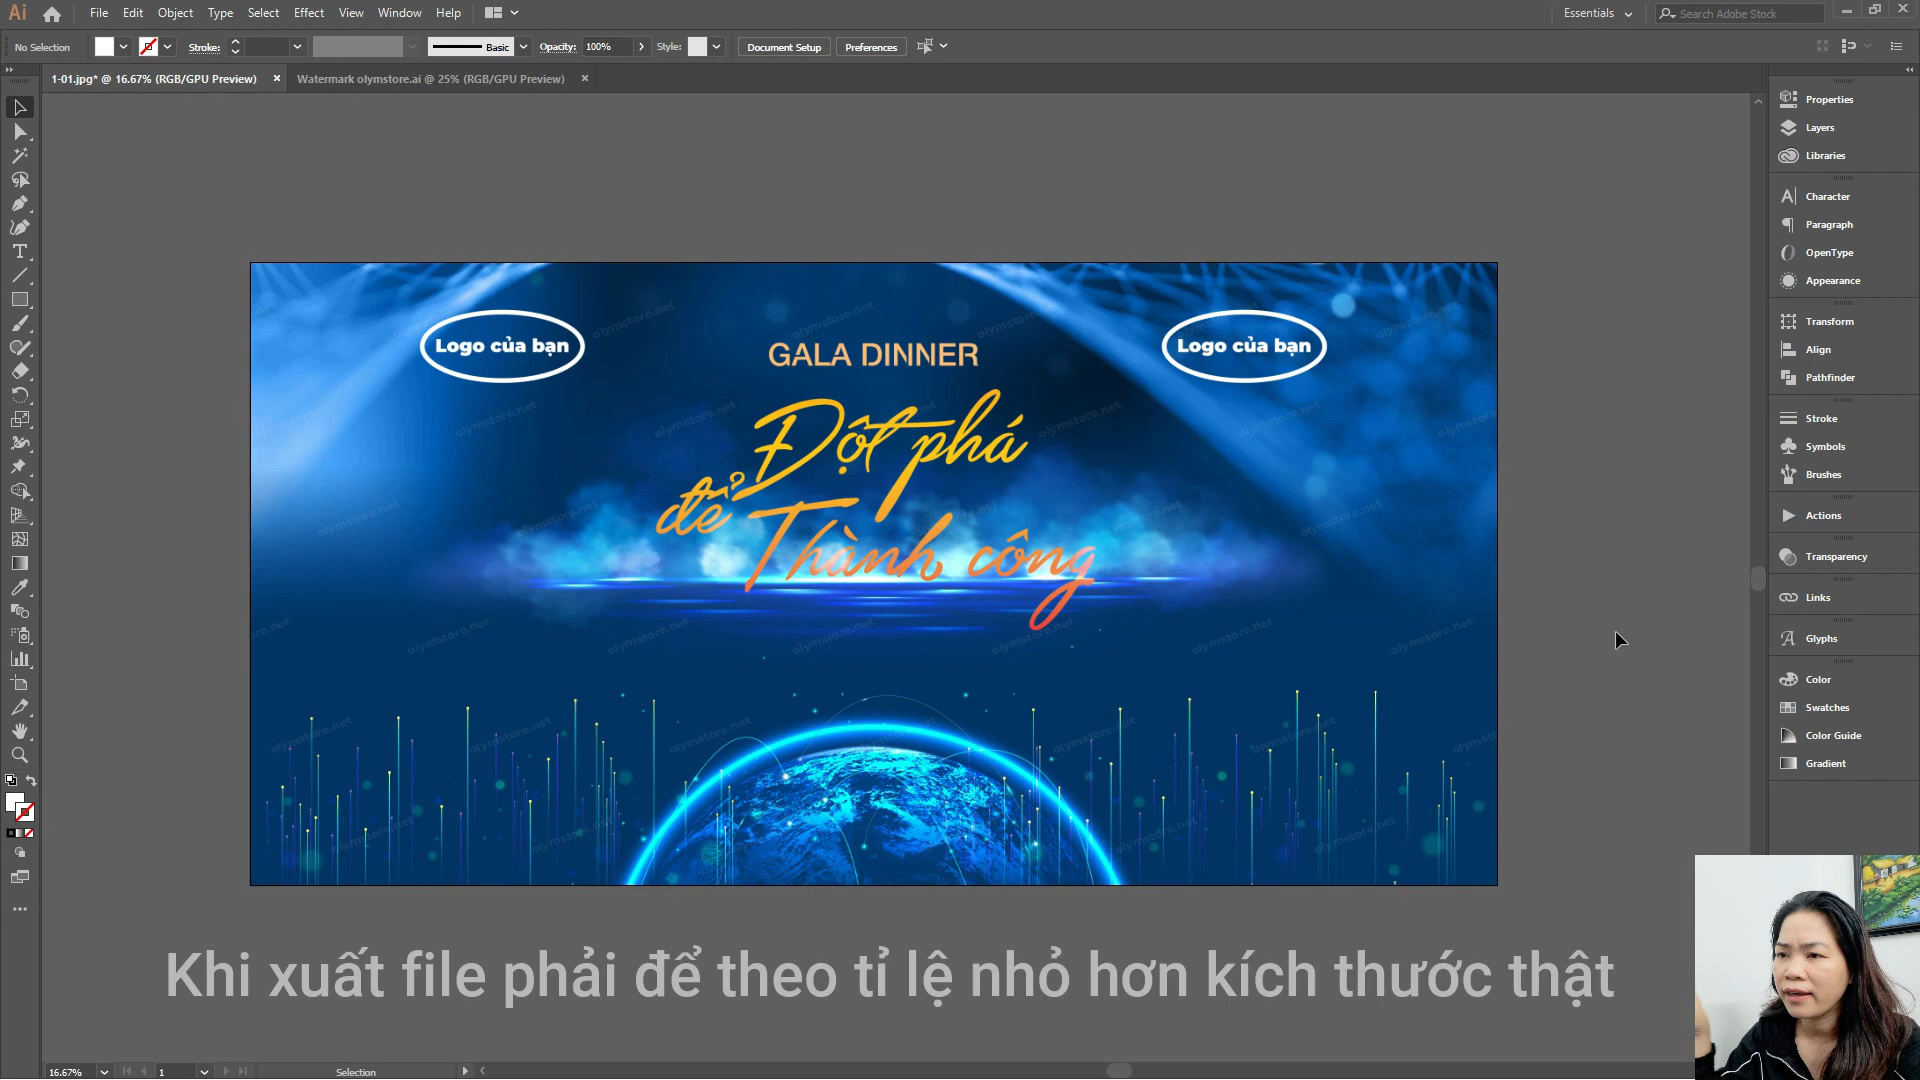 Ai File Edit Object Type Select Effect View Window Help Essentials Search Adobe Stock
No Selection Stroke: Basic Opacity: 100% Style: Document Setup Preferences
1-01.jpg* @ 16.67% (RGB/GPU Preview) Watermark olymstore.ai @ 25% (RGB/GPU Preview)
Properties
Layers
Libraries
Character
Paragraph
OpenType
Appearance
Transform
Align
Pathfinder
Stroke
Symbols
Brushes
Actions
Transparency
Links
Glyphs
Color
Swatches
Color Guide
Gradient
Logo của bạn
GALA DINNER
Logo của bạn
Đột phá
để
Thành công
olymstore.net
Khi xuất file phải để theo tỉ lệ nhỏ hơn kích thước thật
16.67% 1 Selection